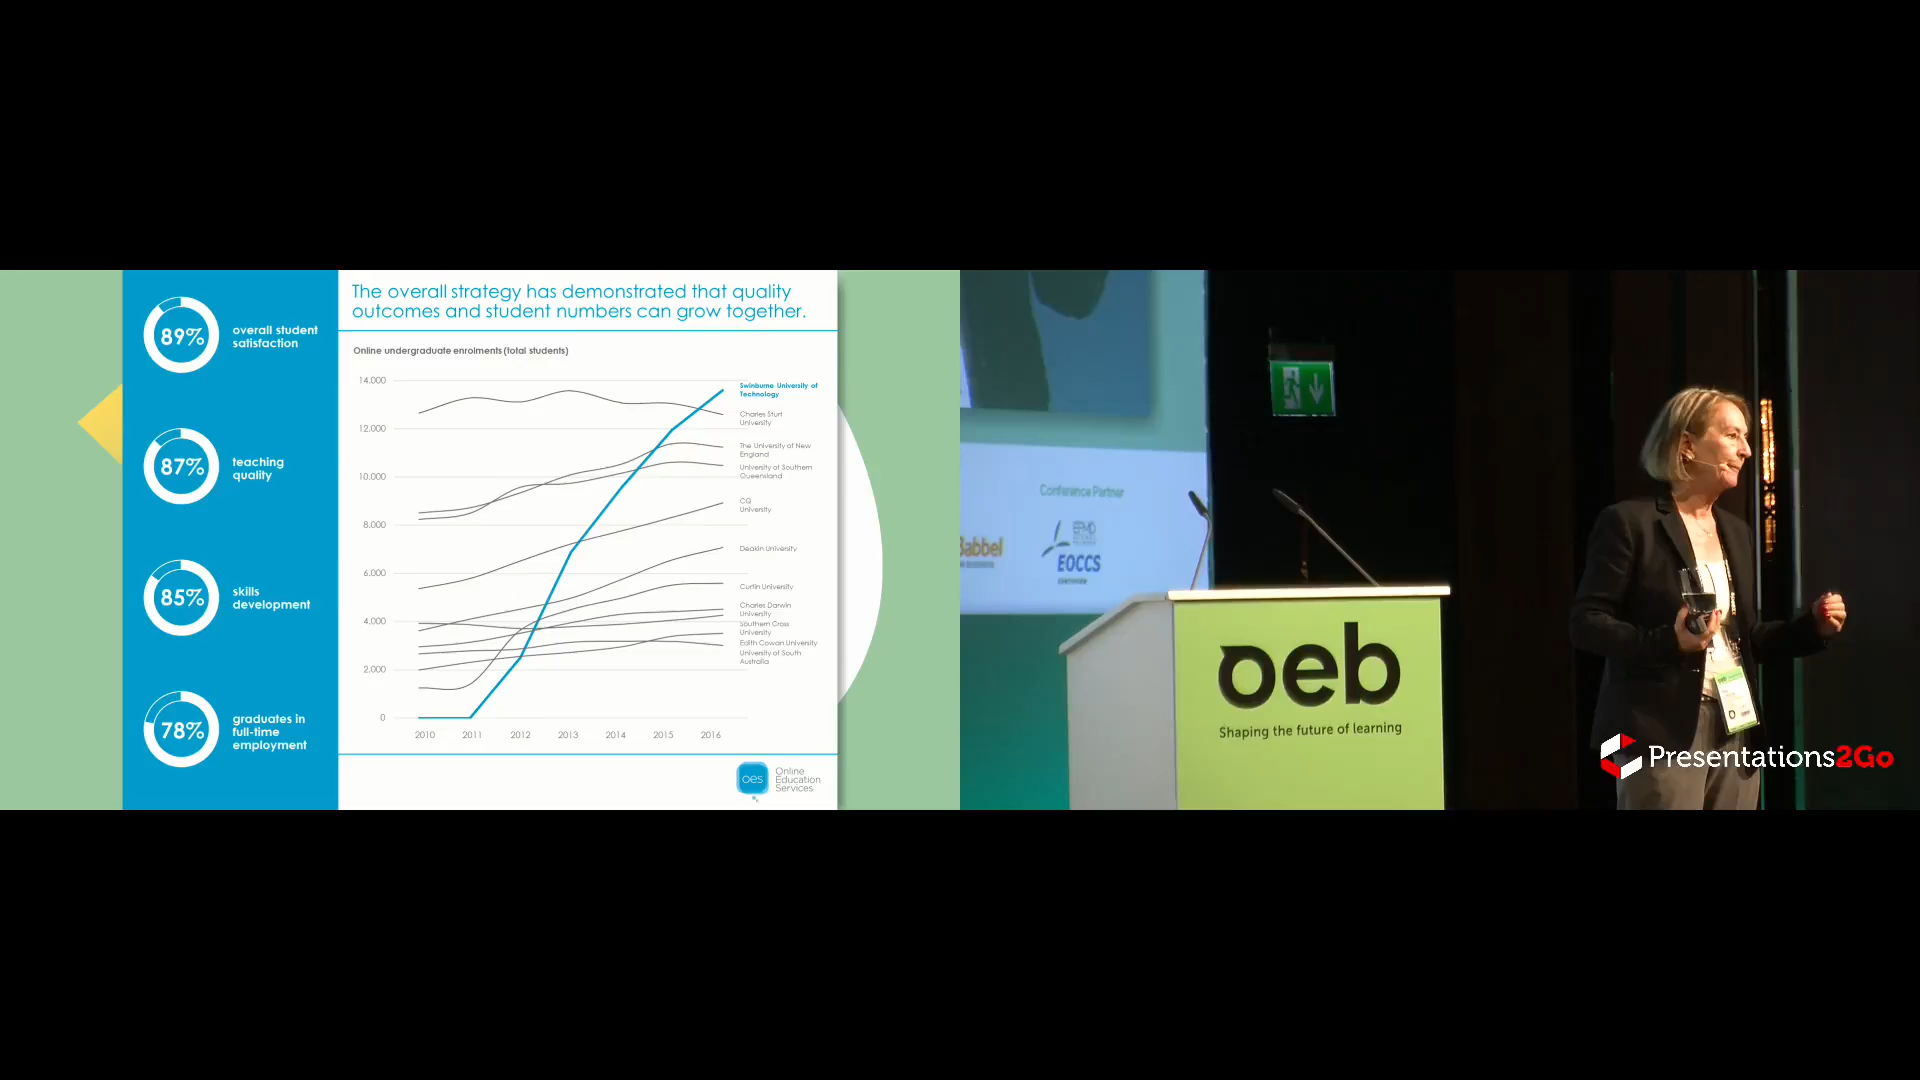 The overall strategy has demonstrated that quality
outcomes and student numbers can grow together.
89%
overall student
satisfaction
87%
teaching
quality
85%
skills
development
78%
graduates in
full-time
employment
Online undergraduate enrolments (total students)
14.000
12.000
10.000
8.000
6.000
4.000
2.000
0
2010 2011 2012 2013 2014 2015 2016
Swinburne University of
Technology
Charles Sturt
University
The University of New
England
University of Southern
Queensland
CQ
University
Deakin University
Curtin University
Charles Darwin
University
Southern Cross
University
Edith Cowan University
University of South
Australia
oes
Online
Education
Services
Conference Partner
Babbel
EFMD
EOCCS
oeb
Shaping the future of learning
Presentations2Go